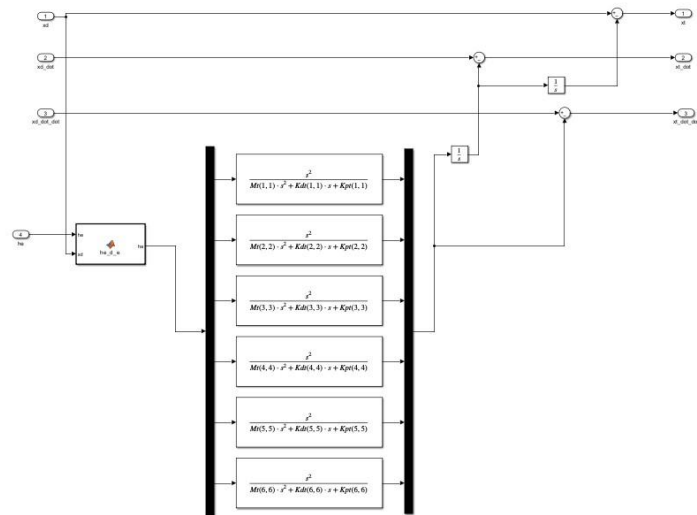 1
xd
1
xt
2
xd_dot
2
xt_dot
1
s
3
xd_dot_dot
3
1
s
s²
Mt(1,1)·s²+Kdt(1,1)·s+Kpt(1,1)
s²
Mt(2,2)·s²+Kdt(2,2)·s+Kpt(2,2)
4
he
he
xd
he_d_e
he
s²
Mt(3,3)·s²+Kdt(3,3)·s+Kpt(3,3)
s²
Mt(4,4)·s²+Kdt(4,4)·s+Kpt(4,4)
s²
Mt(5,5)·s²+Kdt(5,5)·s+Kpt(5,5)
s²
Mt(6,6)·s²+Kdt(6,6)·s+Kpt(6,6)